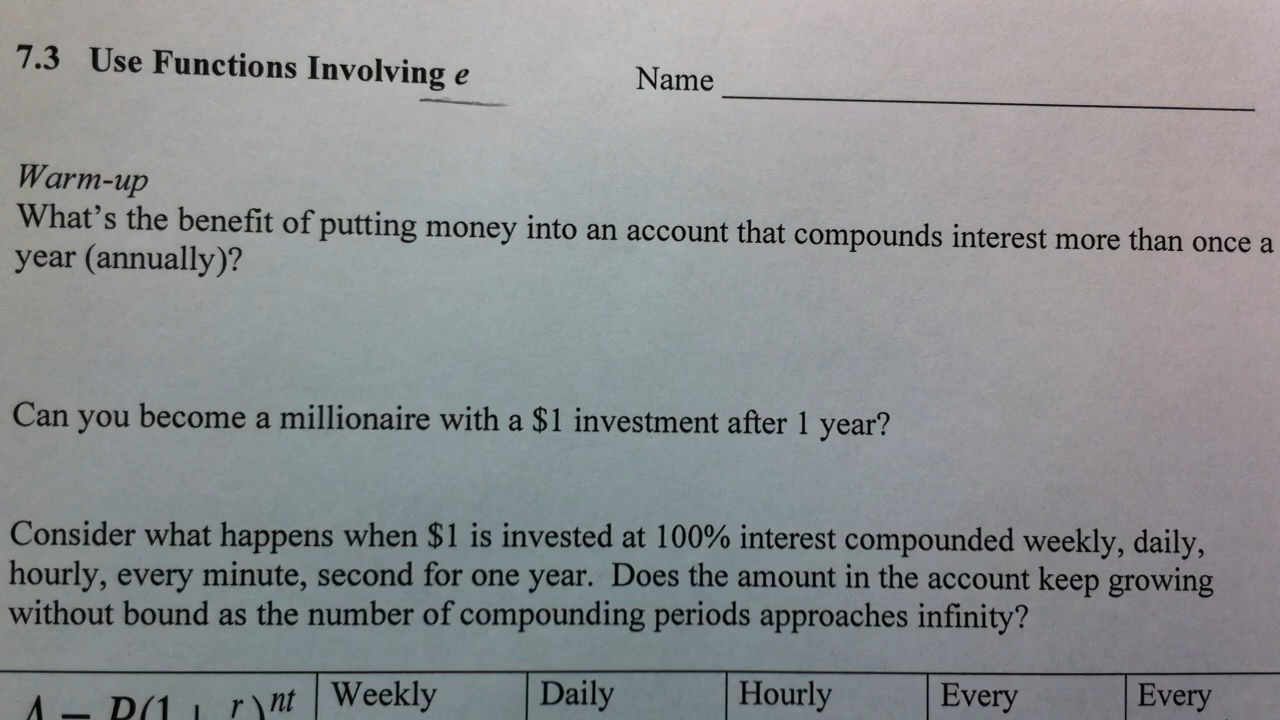 7.3 Use Functions Involving e
Name
Warm-up
What's the benefit of putting money into an account that compounds interest more than once a
year (annually)?
Can you become a millionaire with a $1 investment after 1 year?
Consider what happens when $1 is invested at 100% interest compounded weekly, daily,
hourly, every minute, second for one year. Does the amount in the account keep growing
without bound as the number of compounding periods approaches infinity?
A = P(1 + r)^nt Weekly Daily Hourly Every Every